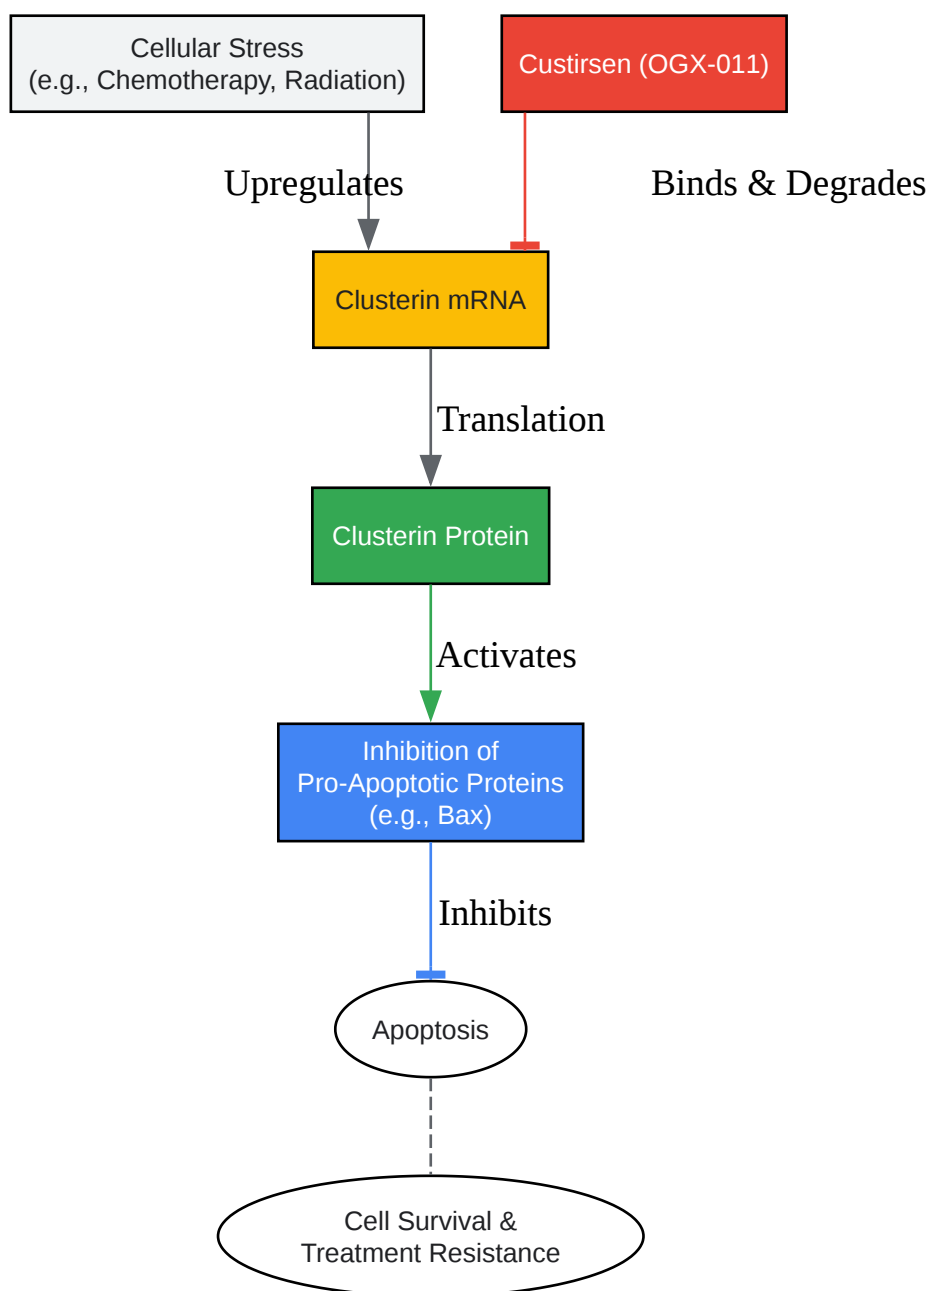 Cellular Stress
(e.g., Chemotherapy, Radiation)
Custirsen (OGX-011)
Upregulates
Binds & Degrades
Clusterin mRNA
Translation
Clusterin Protein
Activates
Inhibition of
Pro-Apoptotic Proteins
(e.g., Bax)
Inhibits
Apoptosis
Cell Survival &
Treatment Resistance